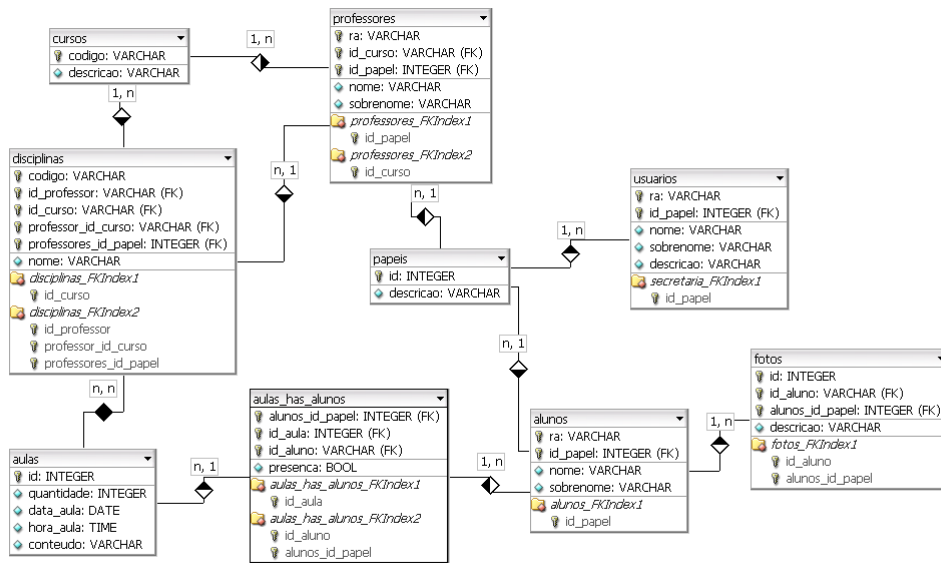 cursos
codigo: VARCHAR
descricao: VARCHAR
1, n
professores
ra: VARCHAR
id_curso: VARCHAR (FK)
id_papel: INTEGER (FK)
nome: VARCHAR
sobrenome: VARCHAR
professores_FKIndex1
id_papel
professores_FKIndex2
id_curso
1, n
disciplinas
codigo: VARCHAR
id_professor: VARCHAR (FK)
id_curso: VARCHAR (FK)
professor_id_curso: VARCHAR (FK)
professores_id_papel: INTEGER (FK)
nome: VARCHAR
disciplinas_FKIndex1
id_curso
disciplinas_FKIndex2
id_professor
professor_id_curso
professores_id_papel
n, 1
n, 1
papeis
id: INTEGER
descricao: VARCHAR
1, n
usuarios
ra: VARCHAR
id_papel: INTEGER (FK)
nome: VARCHAR
sobrenome: VARCHAR
descricao: VARCHAR
secretaria_FKIndex1
id_papel
n, 1
n, n
aulas
id: INTEGER
quantidade: INTEGER
data_aula: DATE
hora_aula: TIME
conteudo: VARCHAR
n, 1
aulas_has_alunos
alunos_id_papel: INTEGER (FK)
id_aula: INTEGER (FK)
id_aluno: VARCHAR (FK)
presenca: BOOL
aulas_has_alunos_FKIndex1
id_aula
aulas_has_alunos_FKIndex2
id_aluno
alunos_id_papel
1, n
alunos
ra: VARCHAR
id_papel: INTEGER (FK)
nome: VARCHAR
sobrenome: VARCHAR
alunos_FKIndex1
id_papel
1, n
fotos
id: INTEGER
id_aluno: VARCHAR (FK)
alunos_id_papel: INTEGER (FK)
descricao: VARCHAR
fotos_FKIndex1
id_aluno
alunos_id_papel